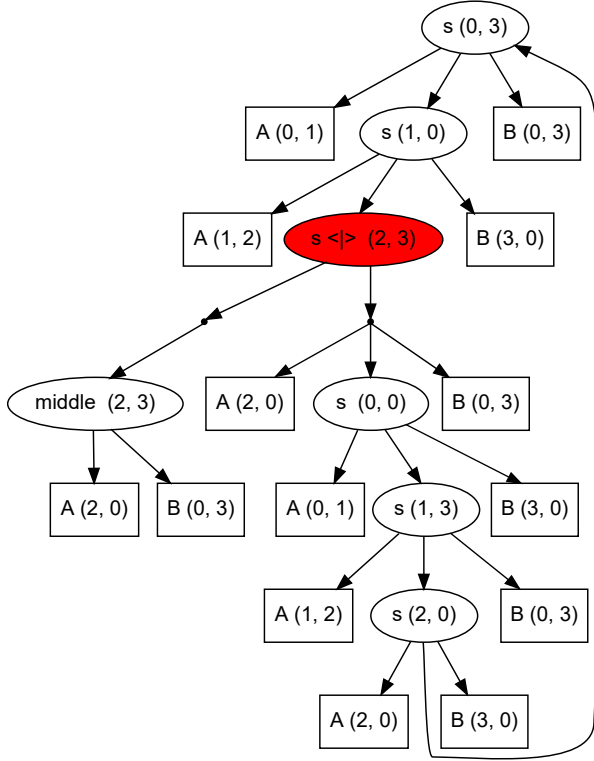 s (0, 3)
A (0, 1)
s (1, 0)
B (0, 3)
A (1, 2)
s <|>  (2, 3)
B (3, 0)
middle  (2, 3)
A (2, 0)
s  (0, 0)
B (0, 3)
A (2, 0)
B (0, 3)
A (0, 1)
s (1, 3)
B (3, 0)
A (1, 2)
s (2, 0)
B (0, 3)
A (2, 0)
B (3, 0)